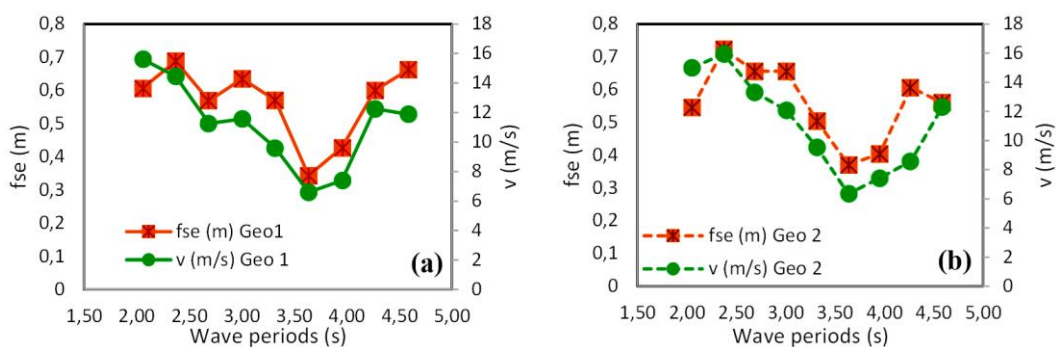 0,8
0,7
0,6
0,5
0,4
0,3
0,2
0,1
0
fse (m)
18
16
14
12
10
8
6
4
2
0
v (m/s)
fse (m) Geo1
v (m/s) Geo 1
(a)
1,50 2,00 2,50 3,00 3,50 4,00 4,50 5,00
Wave periods (s)
0,8
0,7
0,6
0,5
0,4
0,3
0,2
0,1
0
fse (m)
18
16
14
12
10
8
6
4
2
0
v (m/s)
fse (m) Geo 2
v (m/s) Geo 2
(b)
1,50 2,00 2,50 3,00 3,50 4,00 4,50 5,00
Wave periods (s)